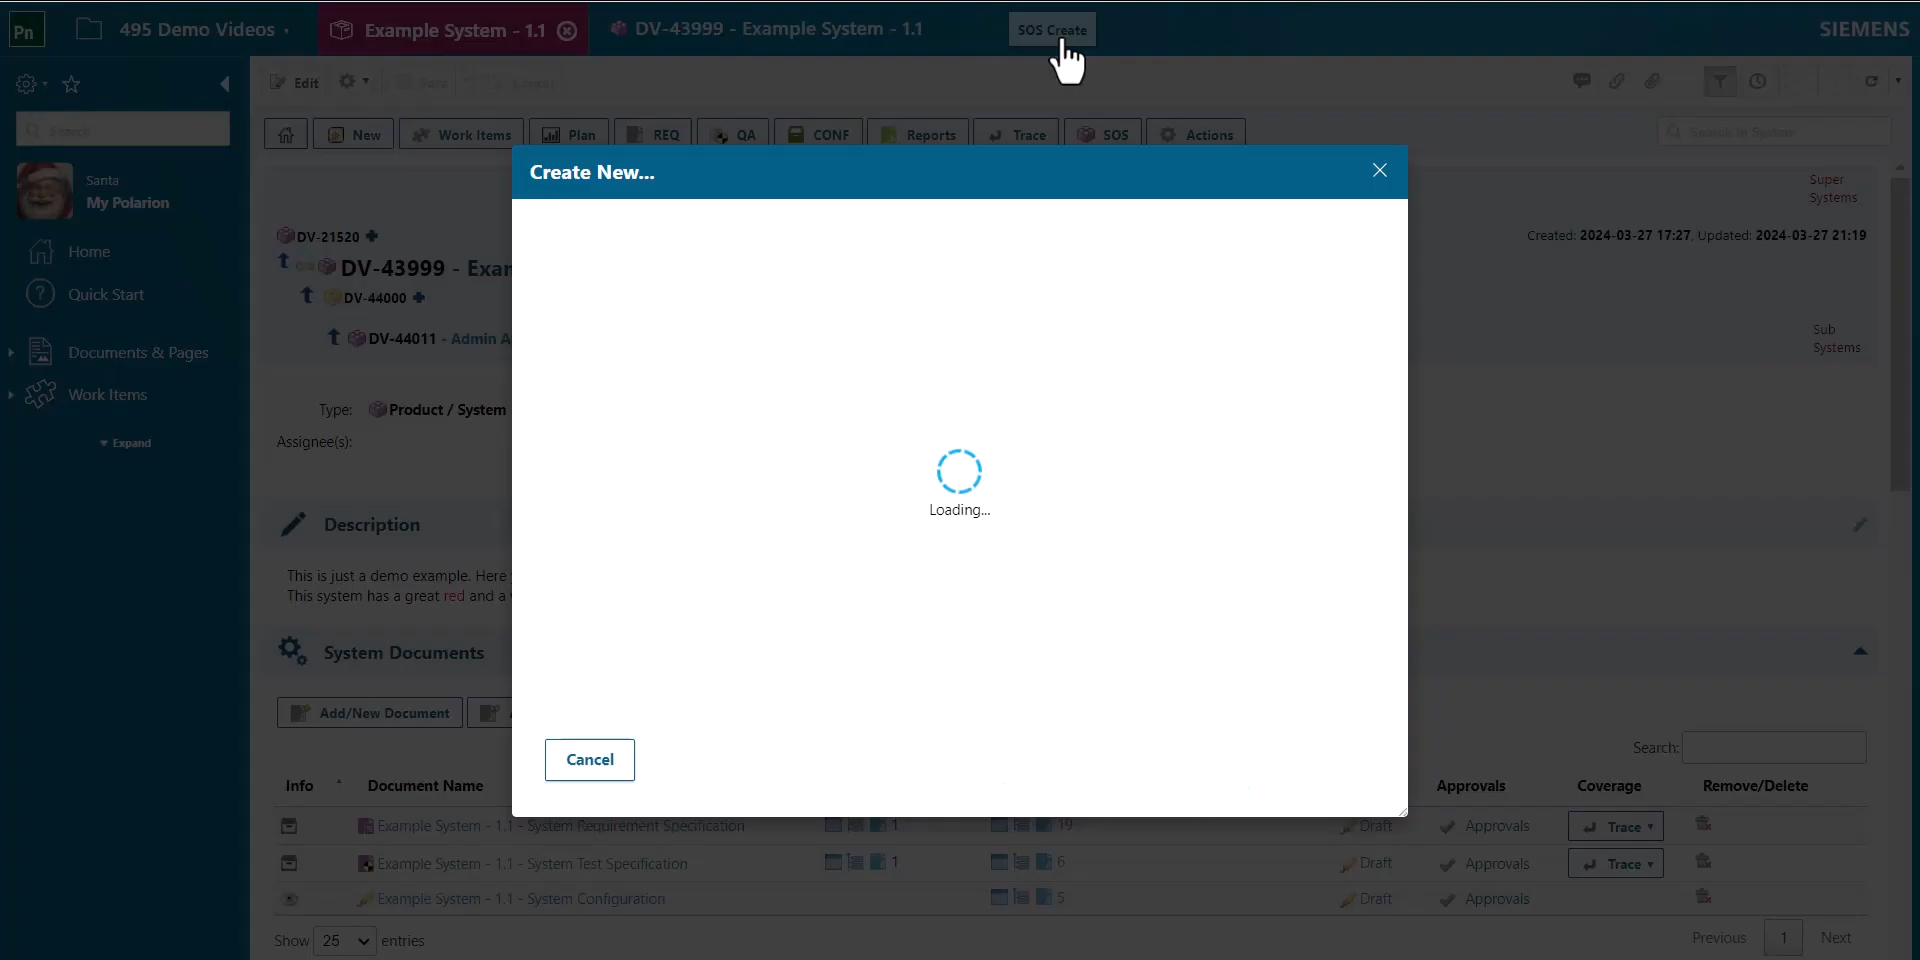 Pn
495 Demo Videos
Example System - 1.1
DV-43999 - Example System - 1.1
SOS Create
SIEMENS
Edit
Save
Search
New
Work Items
Plan
REQ
QA
CONF
Reports
Trace
SOS
Actions
Search In System
Santa
My Polarion
Home
Quick Start
Documents & Pages
Work Items
Expand
Create New...
Loading...
Cancel
Super
Systems
DV-21520
Created: 2024-03-27 17:27, Updated: 2024-03-27 21:19
DV-43999 - Exam
DV-44000
DV-44011 - Admin A
Sub
Systems
Type: Product / System
Assignee(s):
Description
This is just a demo example. Here
This system has a great red and a
System Documents
Add/New Document
Search:
Info
Document Name
Approvals
Coverage
Remove/Delete
Example System - 1.1 - System Requirement Specification 1 19 Draft Approvals Trace
Example System - 1.1 - System Test Specification 1 6 Draft Approvals Trace
Example System - 1.1 - System Configuration 5 Draft Approvals
Show 25 entries
Previous 1 Next